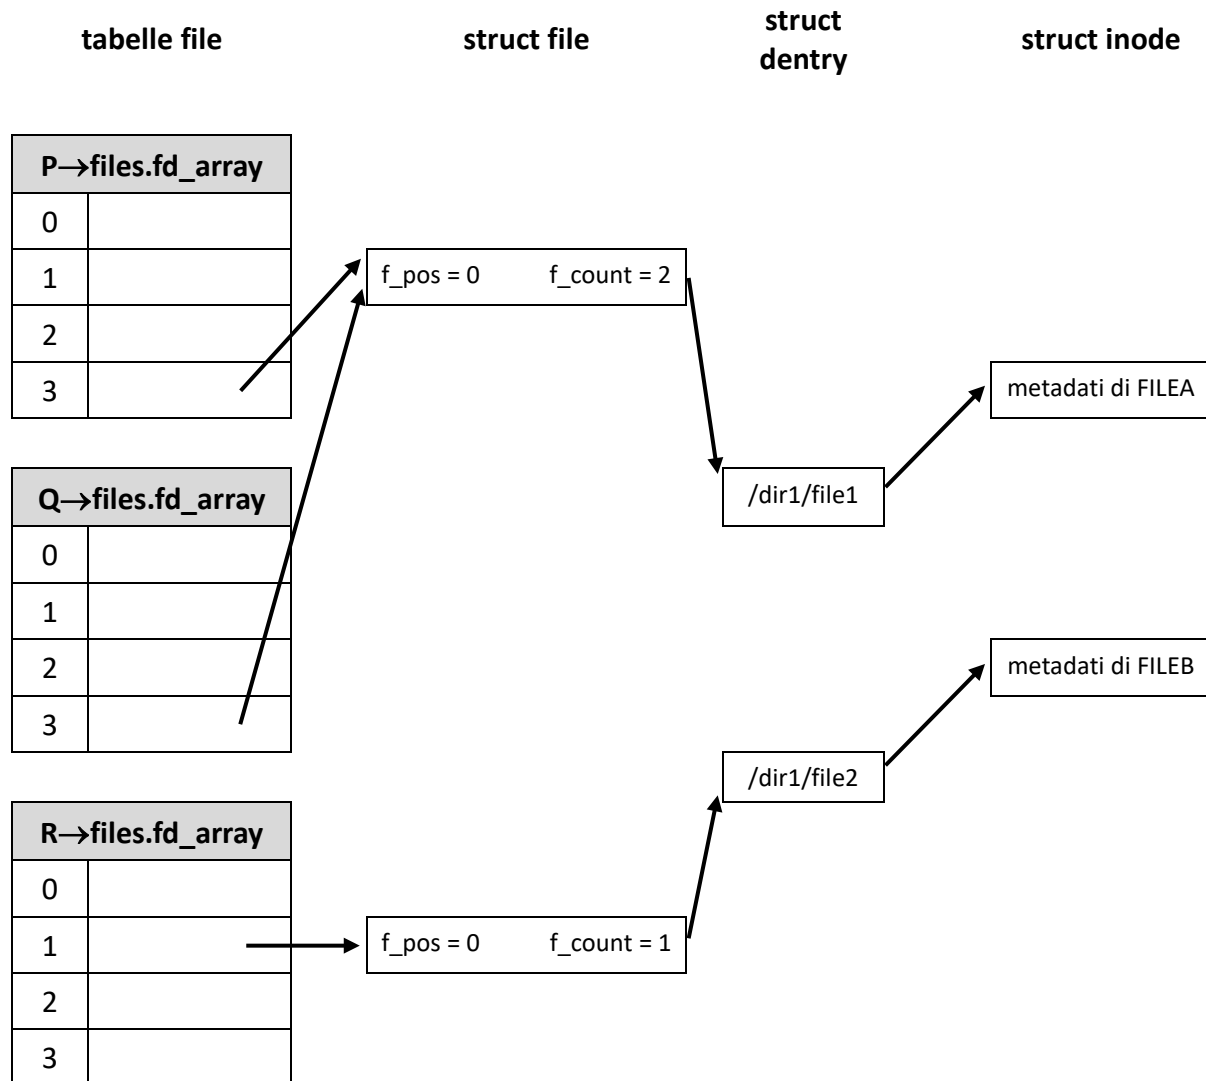 tabelle file
struct file
struct
dentry
struct inode
P→files.fd_array
0
1
2
3
f_pos = 0 f_count = 2
metadati di FILEA
Q→files.fd_array
0
1
2
3
/dir1/file1
metadati di FILEB
/dir1/file2
R→files.fd_array
0
1
2
3
f_pos = 0 f_count = 1